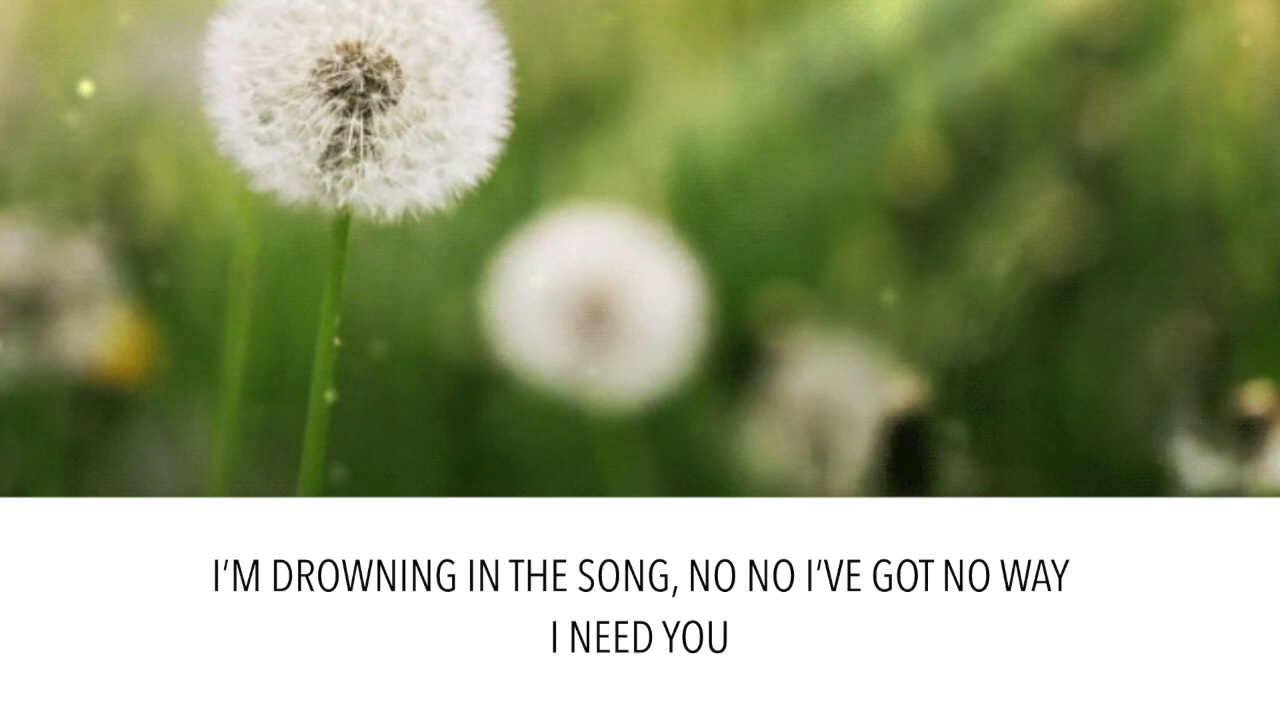 I'M DROWNING IN THE SONG, NO NO I'VE GOT NO WAY
I NEED YOU